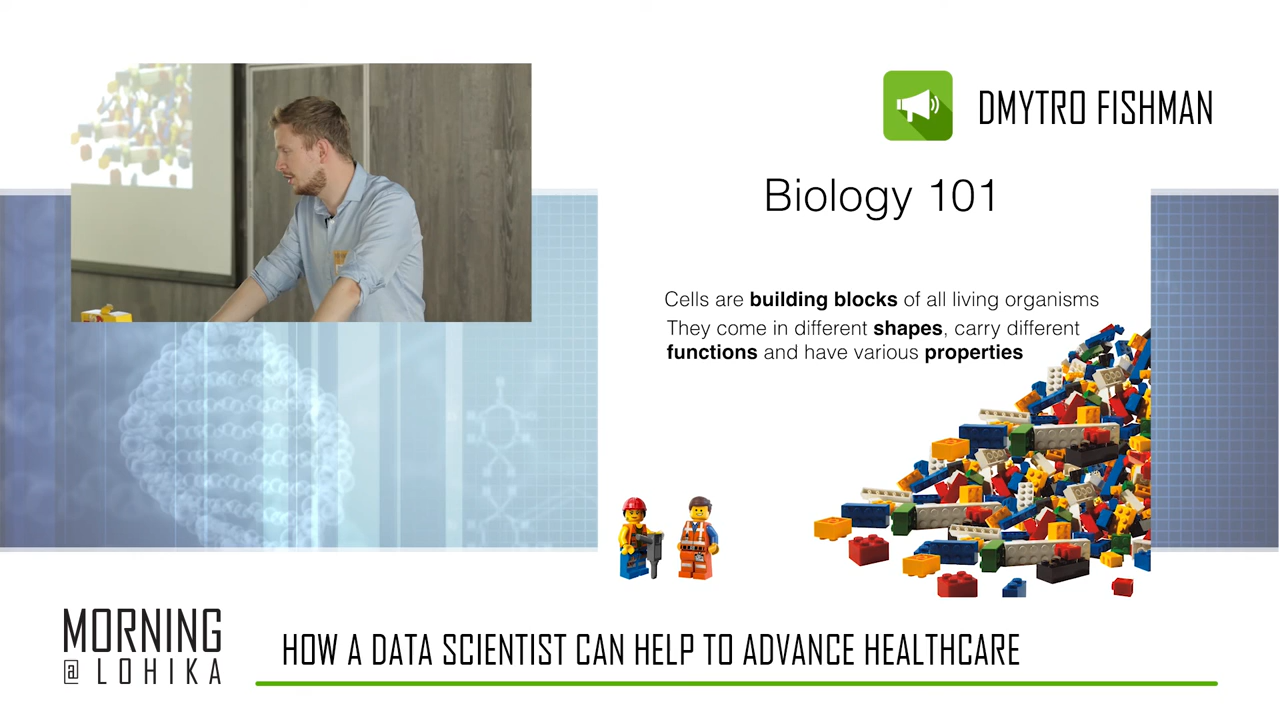 DMYTRO FISHMAN
Biology 101
Cells are building blocks of all living organisms
They come in different shapes, carry different
functions and have various properties
MORNING
@ LOHIKA
HOW A DATA SCIENTIST CAN HELP TO ADVANCE HEALTHCARE